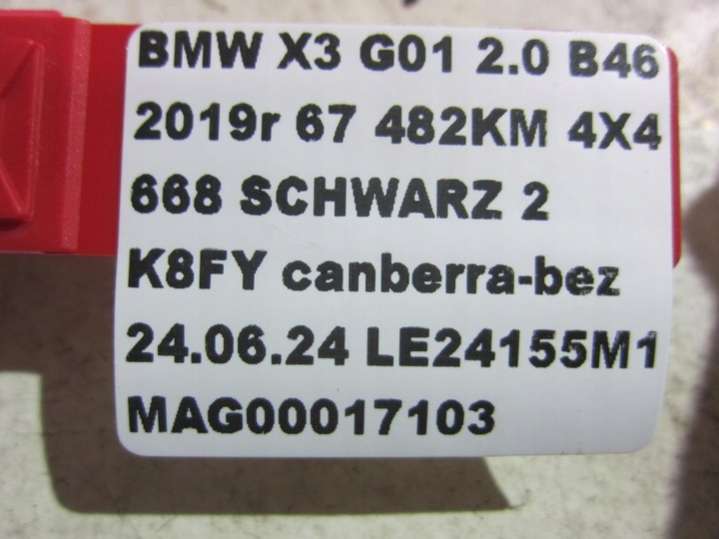 BMW X3 G01 2.0 B46
2019r 67 482KM 4X4
668 SCHWARZ 2
K8FY canberra-bez
24.06.24 LE24155M1
MAG00017103